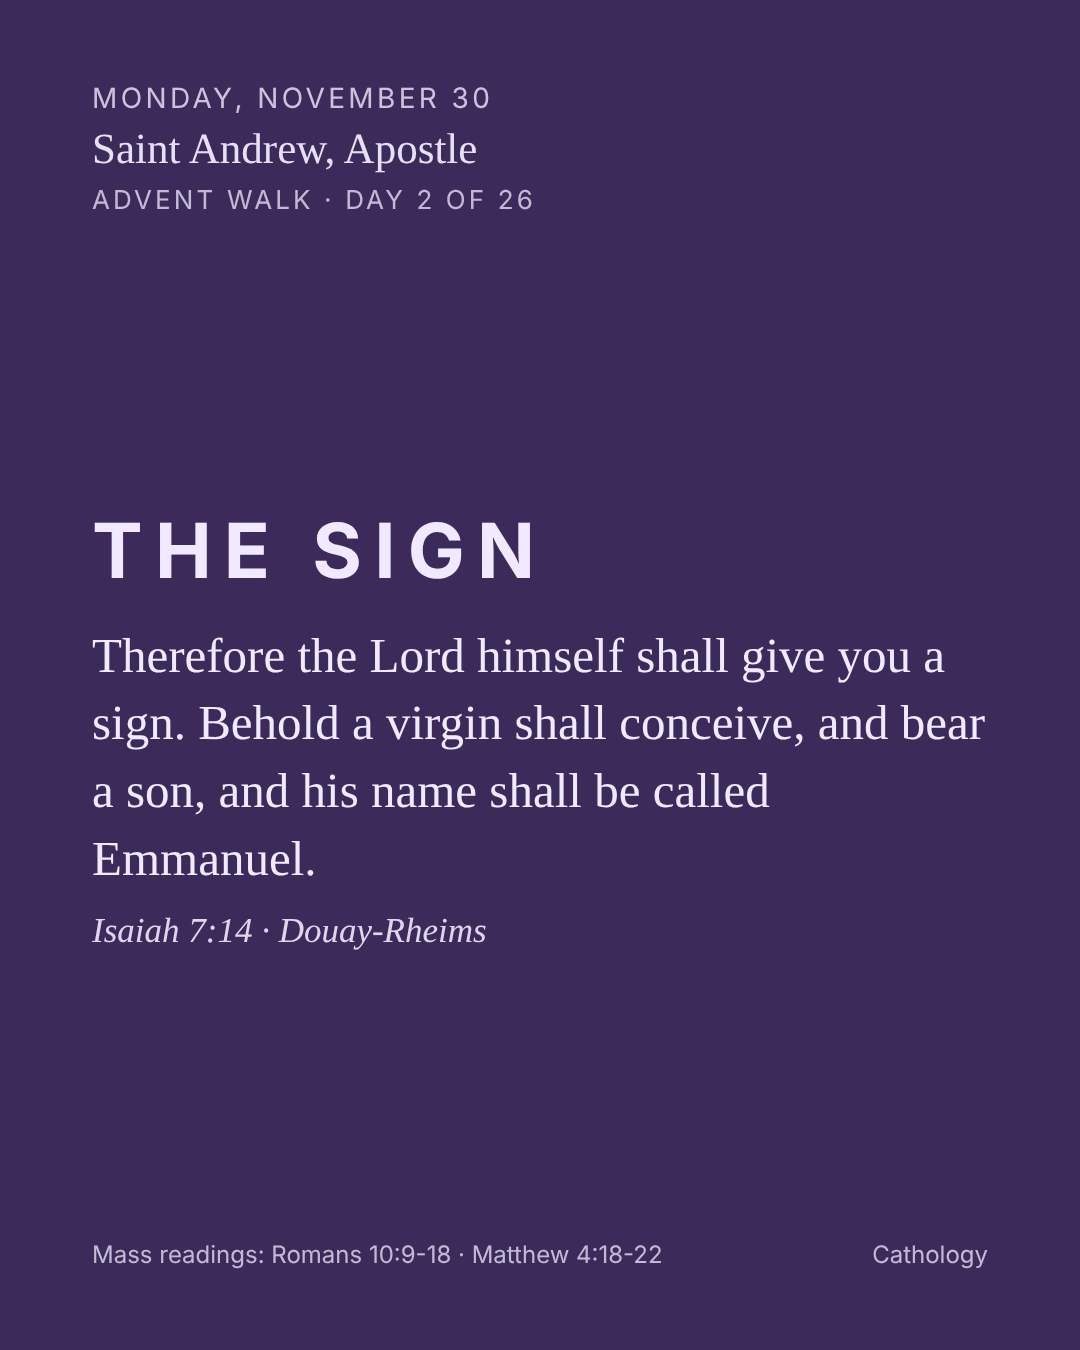 MONDAY, NOVEMBER 30
Saint Andrew, Apostle
ADVENT WALK · DAY 2 OF 26
THE SIGN
Therefore the Lord himself shall give you a
sign. Behold a virgin shall conceive, and bear
a son, and his name shall be called
Emmanuel.
Isaiah 7:14 · Douay-Rheims
Mass readings: Romans 10:9-18 · Matthew 4:18-22
Cathology